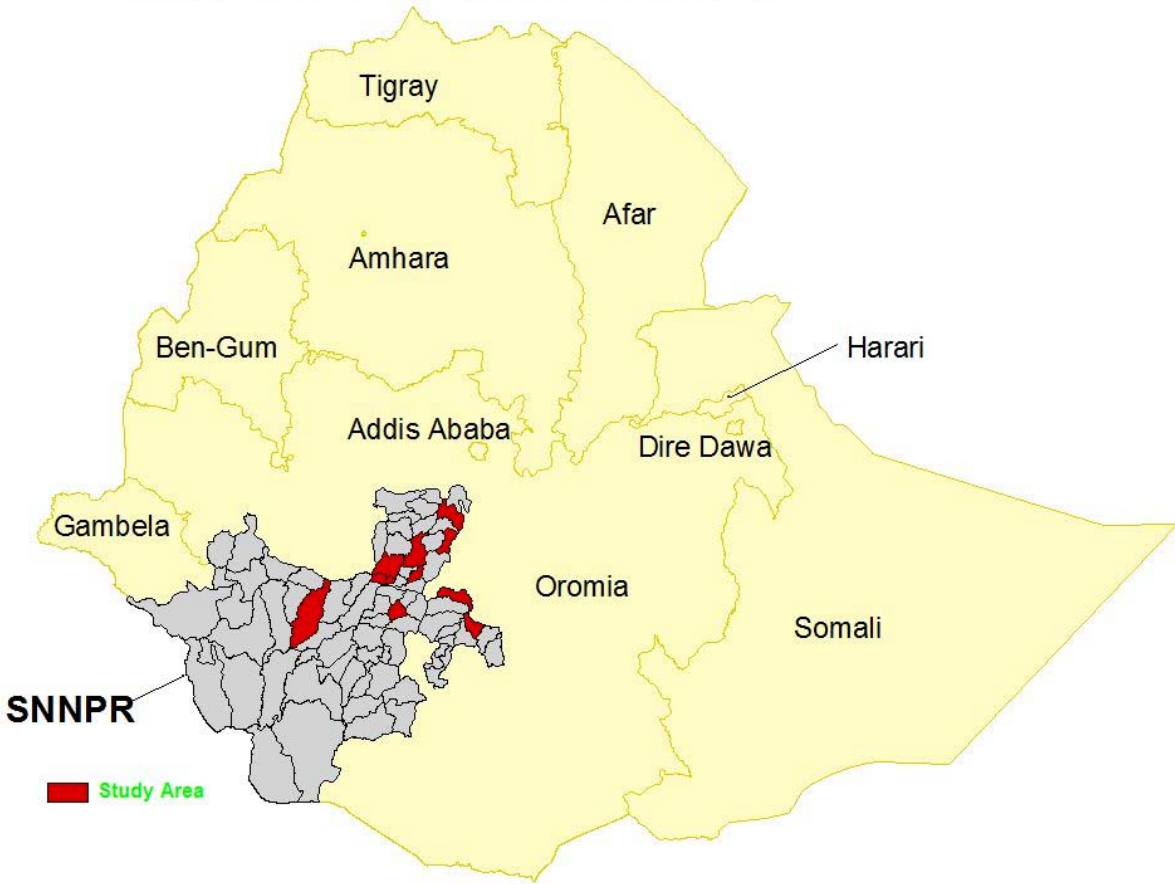 Tigray
Afar
Amhara
Ben-Gum
Harari
Addis Ababa
Dire Dawa
Gambela
Oromia
Somali
SNNPR
Study Area